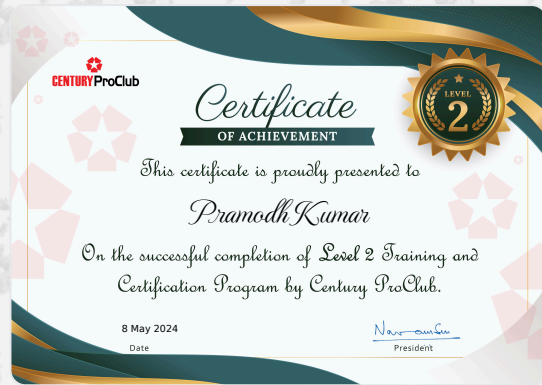 CENTURY ProClub
Certificate
OF ACHIEVEMENT
LEVEL
2
This certificate is proudly presented to
Pramodh Kumar
On the successful completion of Level 2 Training and
Certification Program by Century ProClub.
8 May 2024
Date
President